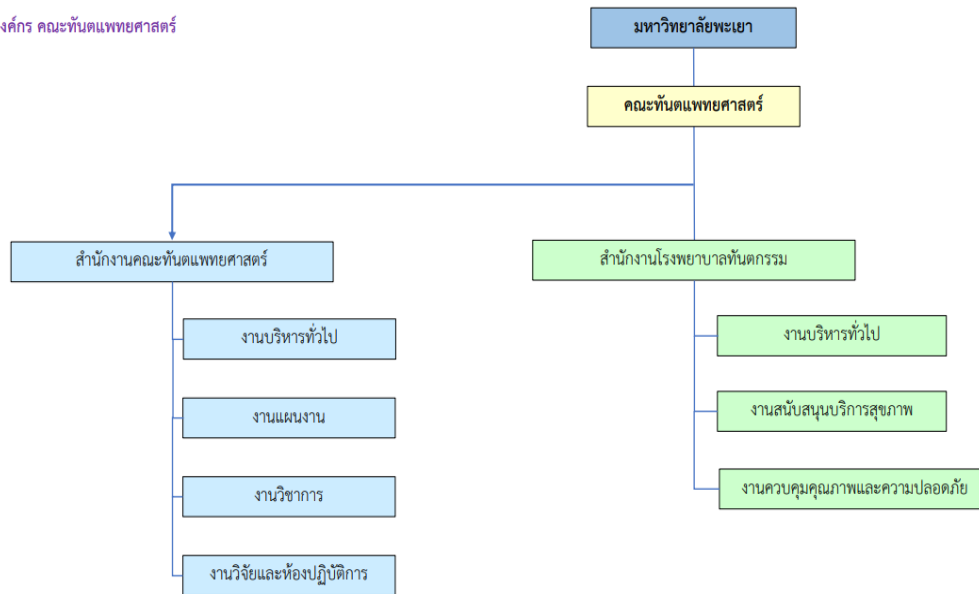 งค์กร คณะทันตแพทยศาสตร์
มหาวิทยาลัยพะเยา
คณะทันตแพทยศาสตร์
สำนักงานคณะทันตแพทยศาสตร์
งานบริหารทั่วไป
งานแผนงาน
งานวิชาการ
งานวิจัยและห้องปฏิบัติการ
สำนักงานโรงพยาบาลทันตกรรม
งานบริหารทั่วไป
งานสนับสนุนบริการสุขภาพ
งานควบคุมคุณภาพและความปลอดภัย